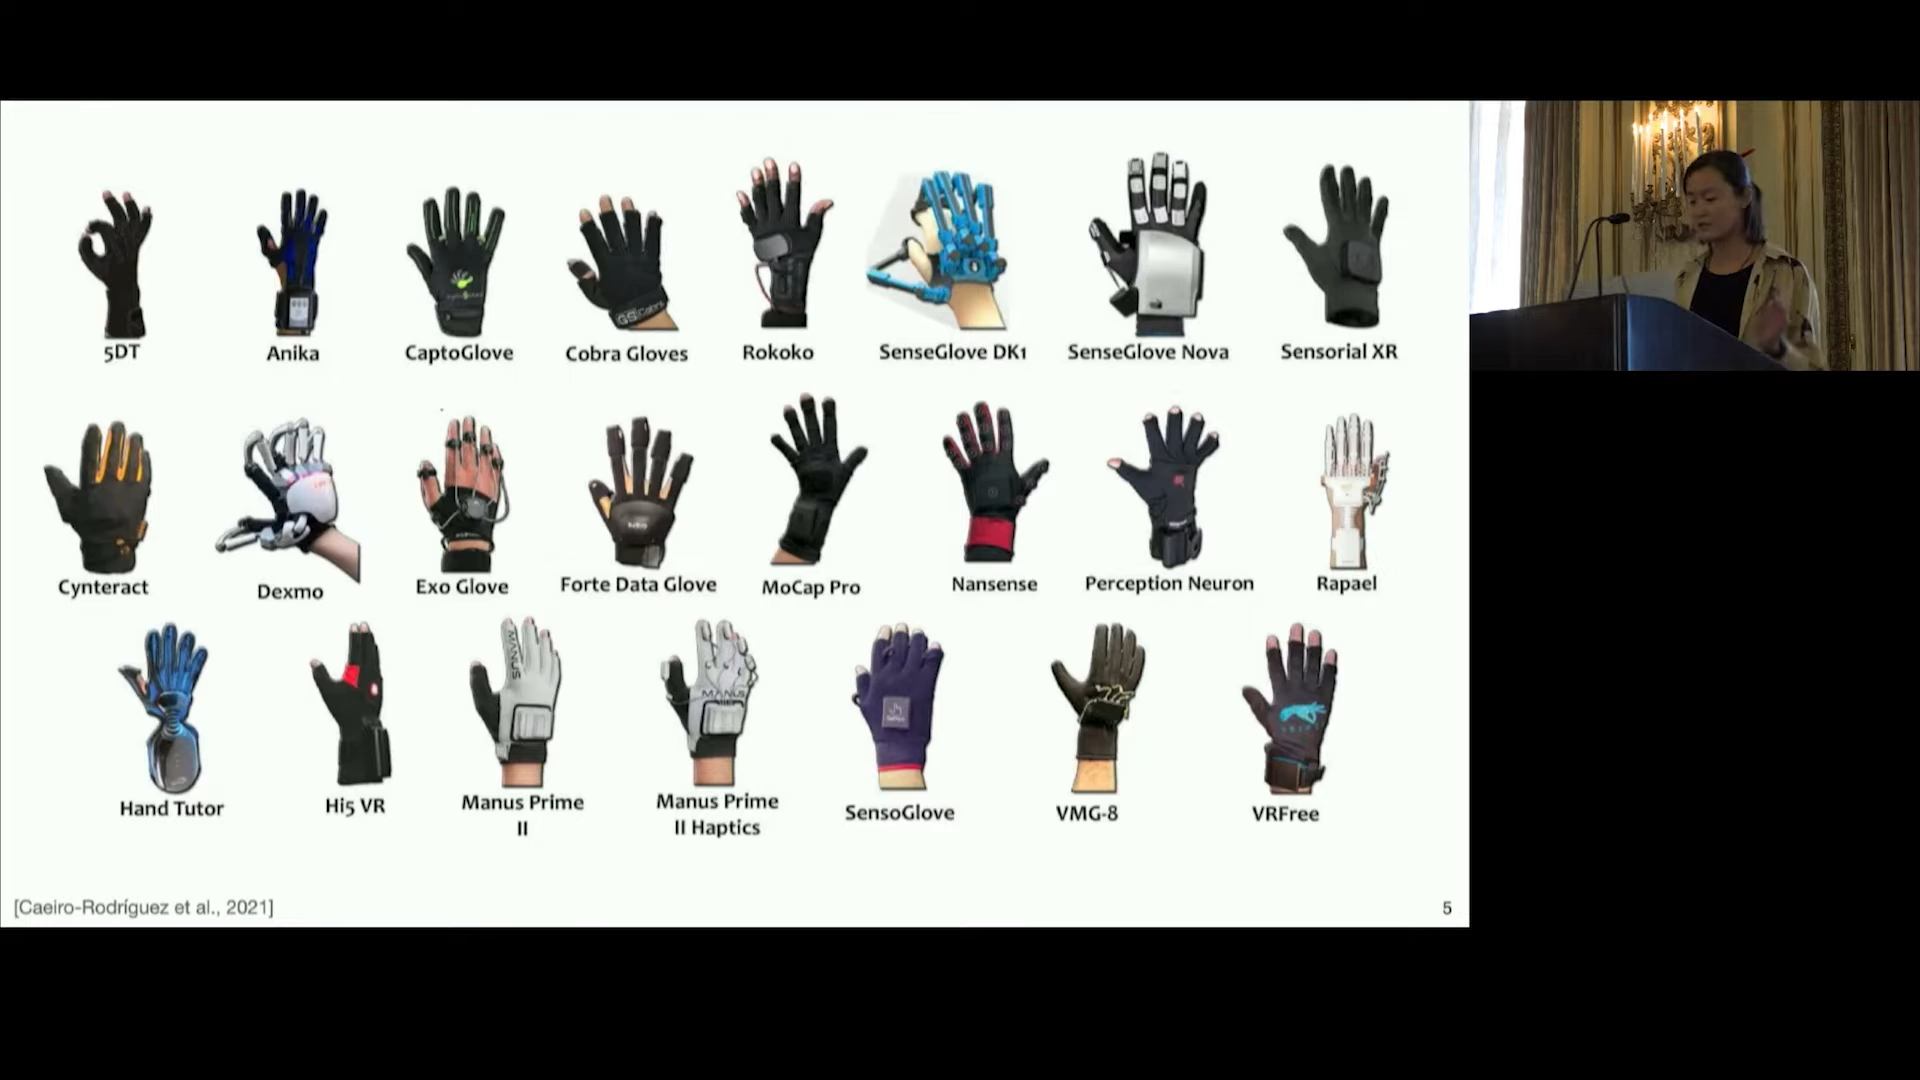 5DT
Anika
CaptoGlove
Cobra Gloves
Rokoko
SenseGlove DK1
SenseGlove Nova
Sensorial XR
Cynteract
Dexmo
Exo Glove
Forte Data Glove
MoCap Pro
Nansense
Perception Neuron
Rapael
MANUS
MANUS
Hand Tutor
Hi5 VR
Manus Prime
II
Manus Prime
II Haptics
SensoGlove
VMG-8
VRFree
[Caeiro-Rodríguez et al., 2021]
5